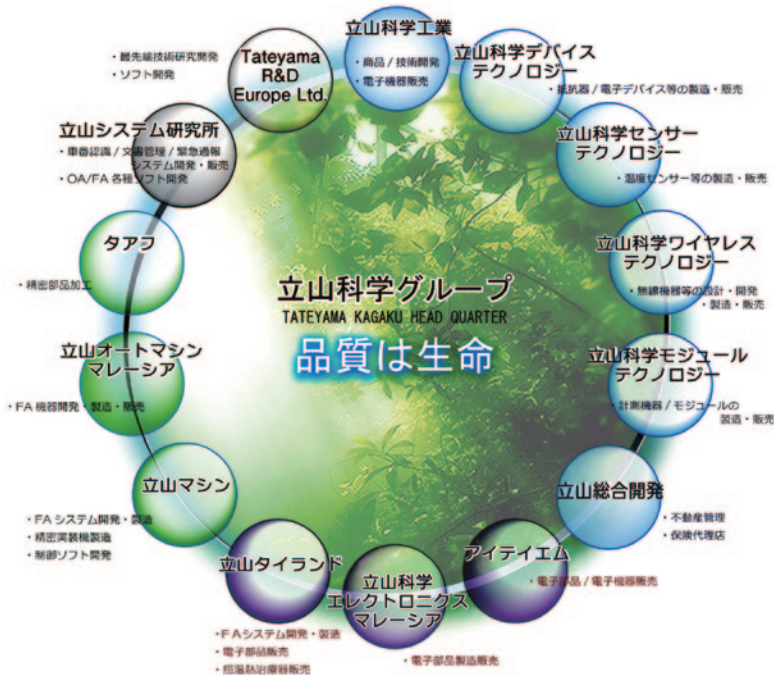 立山科学グループ
TATEYAMA KAGAKU HEAD QUARTER
品質は生命
立山科学工業
・商品/技術開発
・電子機器販売
立山科学デバイス
テクノロジー
・抵抗器/電子デバイス等の製造・販売
立山科学センサー
テクノロジー
・温度センサー等の製造・販売
立山科学ワイヤレス
テクノロジー
・無線機器等の設計・開発
・製造・販売
立山科学モジュール
テクノロジー
・計測機器/モジュールの
製造・販売
立山総合開発
・不動産管理
・保険代理店
アイティエム
・電子部品/電子機器販売
立山科学
エレクトロニクス
マレーシア
・電子部品製造販売
立山タイランド
・FAシステム開発・製造
・電子部品販売
・癌温熱治療器販売
立山マシン
・FAシステム開発・製造
・精密実装機製造
・制御ソフト開発
立山オートマシン
マレーシア
・FA機器開発・製造・販売
タアフ
・精密部品加工
立山システム研究所
・車番認識/文書管理/緊急通報
システム開発・販売
・OA/FA各種ソフト開発
Tateyama
R&D
Europe Ltd.
・最先端技術研究開発
・ソフト開発